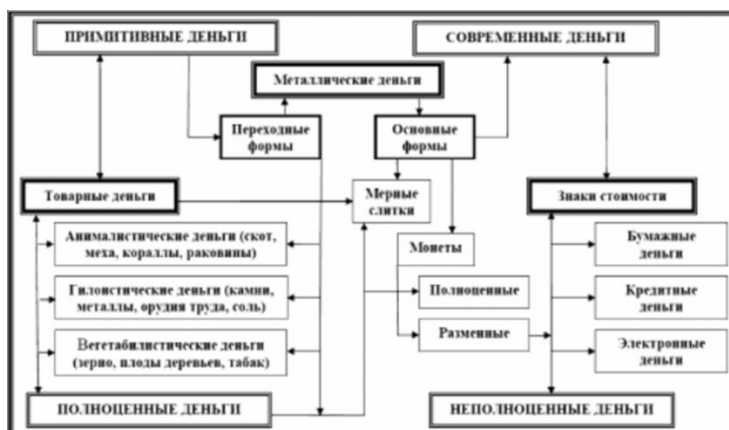 ПРИМИТИВНЫЕ ДЕНЬГИ
СОВРЕМЕННЫЕ ДЕНЬГИ
Металлические деньги
Переходные
формы
Основные
формы
Товарные деньги
Мерные
слитки
Знаки стоимости
Анималистические деньги (скот,
меха, кораллы, раковины)
Монеты
Бумажные
деньги
Гилоистические деньги (камни,
металлы, орудия труда, соль)
Полноценные
Кредитные
деньги
Вегетабилистические деньги
(зерно, плоды деревьев, табак)
Разменные
Электронные
деньги
ПОЛНОЦЕННЫЕ ДЕНЬГИ
НЕПОЛНОЦЕННЫЕ ДЕНЬГИ